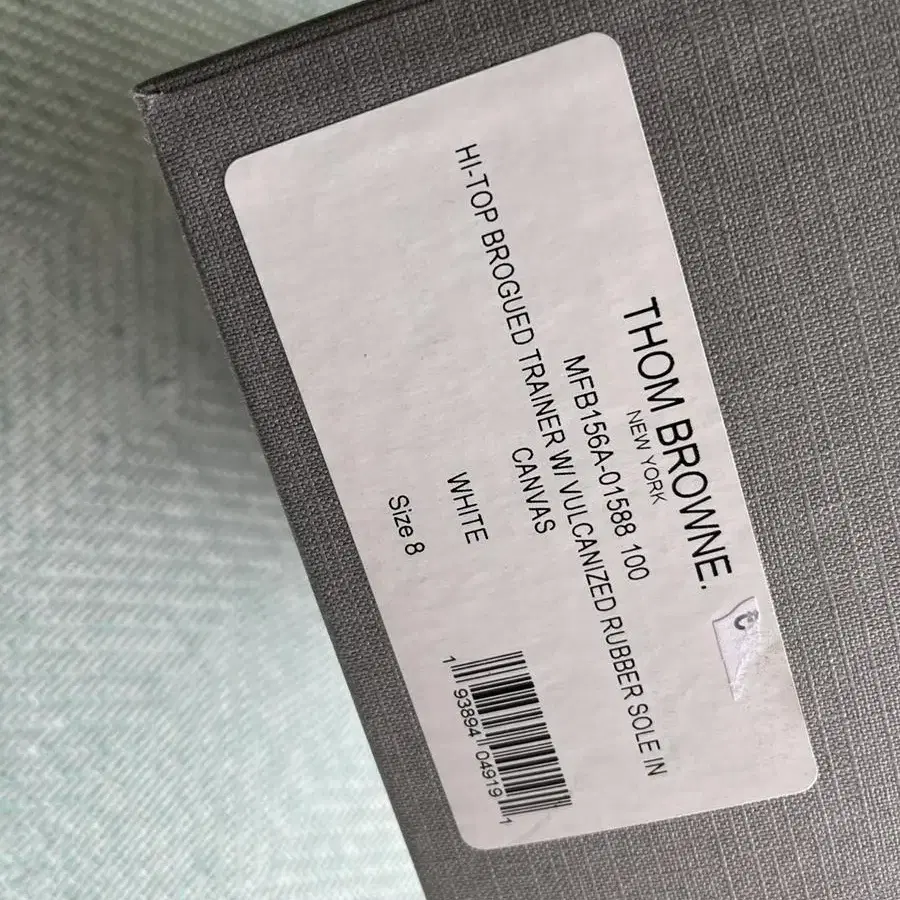 THOM BROWNE.
NEW YORK
MFB156A-01588 100
HI-TOP BROGUED TRAINER W/ VULCANIZED RUBBER SOLE IN
CANVAS
WHITE
Size 8
1 93894 04919 1